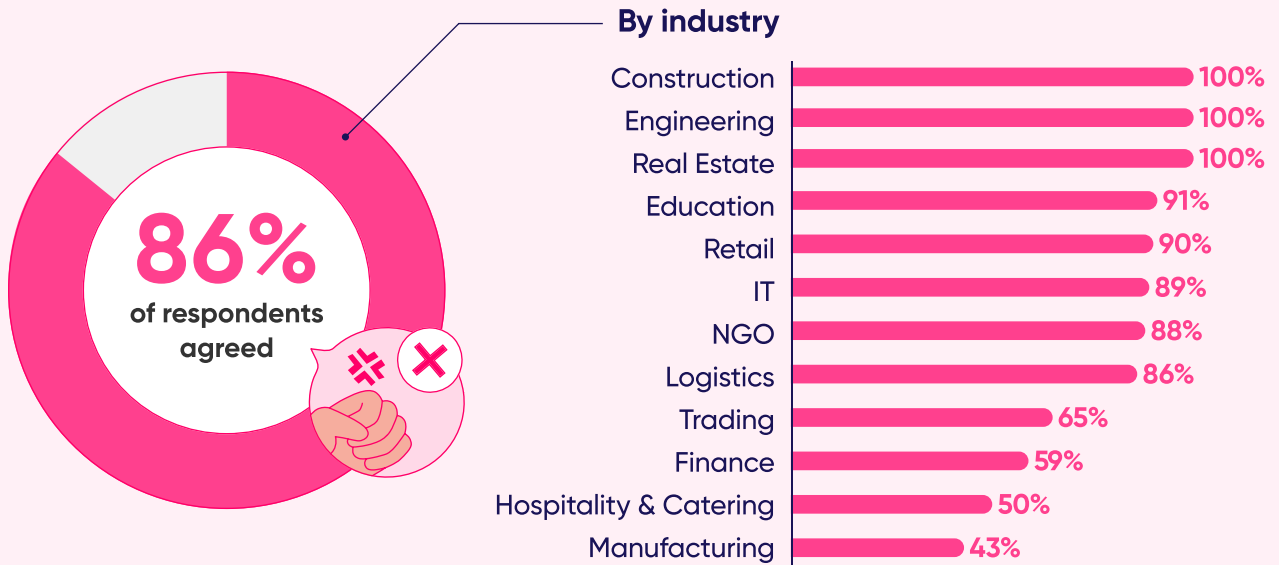 86%
of respondents
agreed
By industry
Construction 100%
Engineering 100%
Real Estate 100%
Education 91%
Retail 90%
IT 89%
NGO 88%
Logistics 86%
Trading 65%
Finance 59%
Hospitality & Catering 50%
Manufacturing 43%